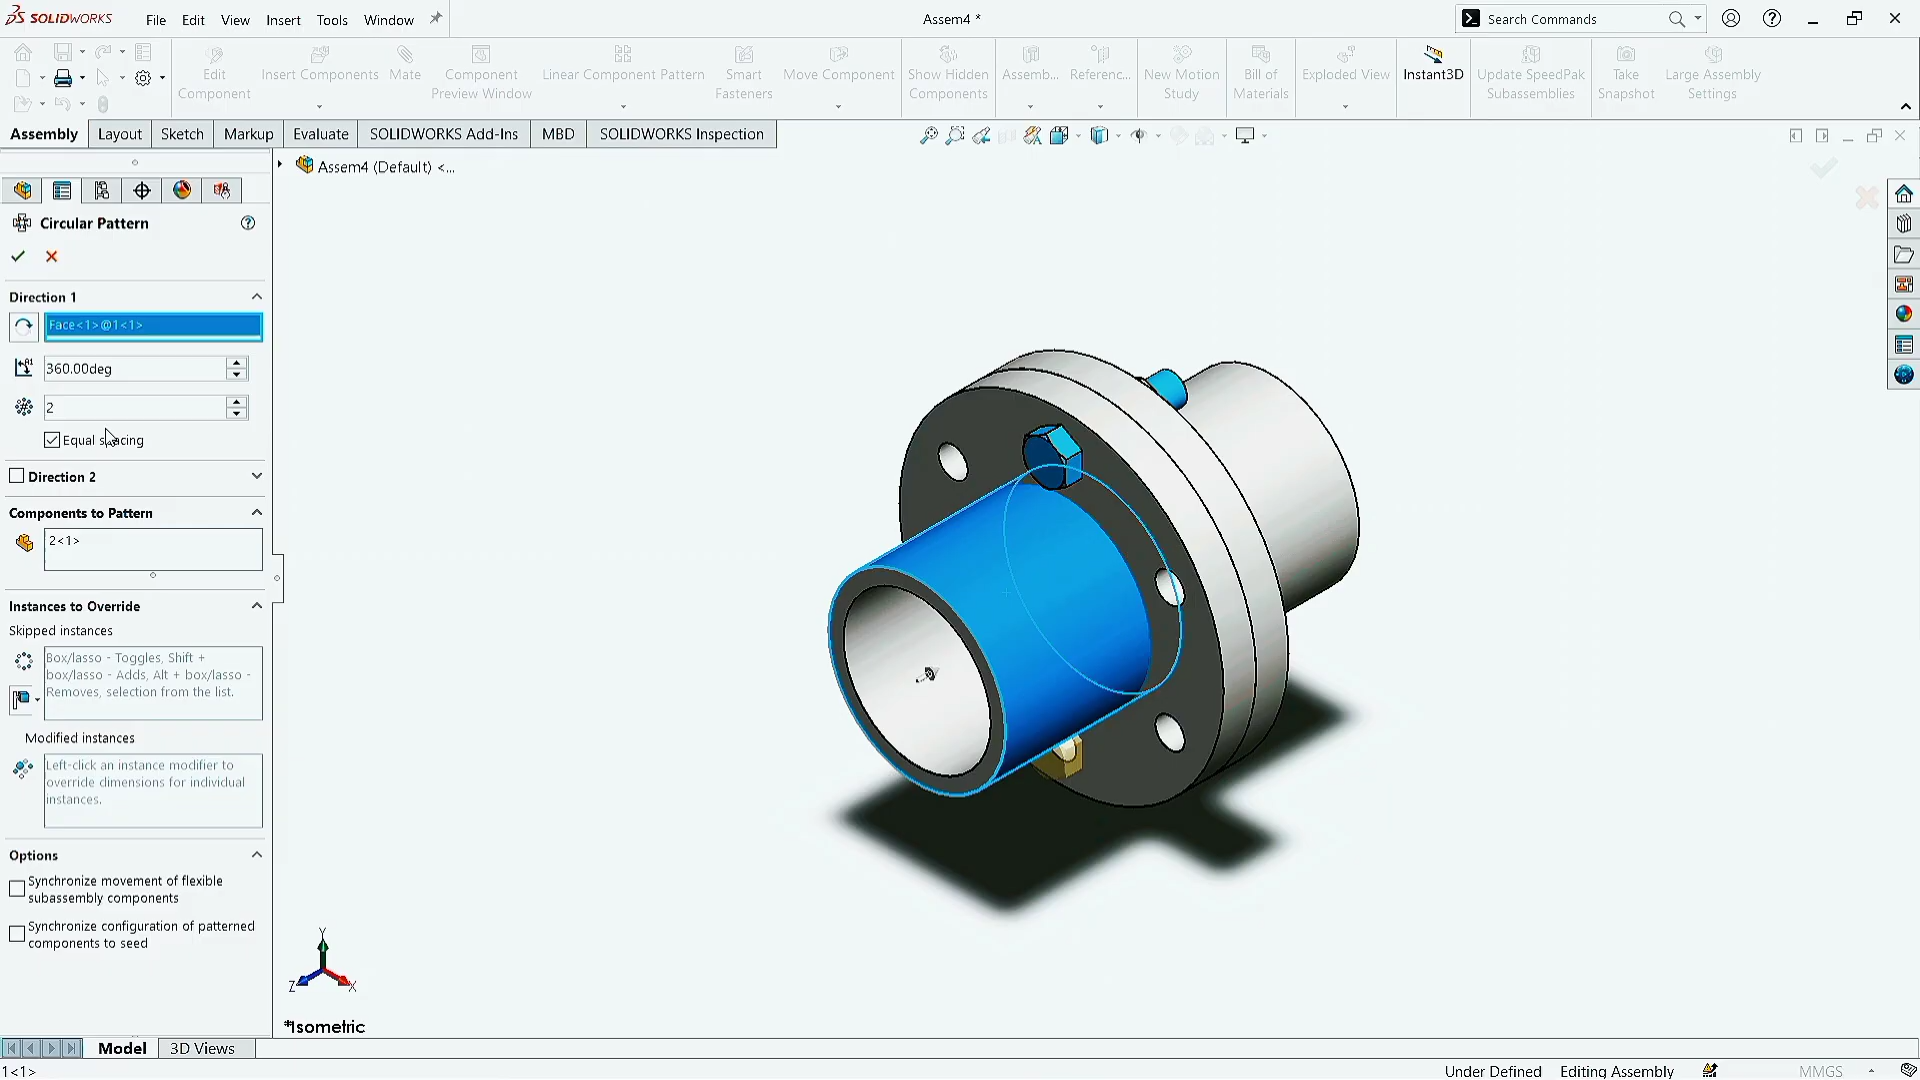 SOLIDWORKS
File Edit View Insert Tools Window
Assem4 *
Search Commands
Edit Component
Insert Components
Mate
Component Preview Window
Linear Component Pattern
Smart Fasteners
Move Component
Show Hidden Components
Assemb...
Referenc...
New Motion Study
Bill of Materials
Exploded View
Instant3D
Update SpeedPak Subassemblies
Take Snapshot
Large Assembly Settings
Assembly Layout Sketch Markup Evaluate SOLIDWORKS Add-Ins MBD SOLIDWORKS Inspection
Assem4 (Default) <...
Circular Pattern
Direction 1
Face<1>@1<1>
360.00deg
2
Equal spacing
Direction 2
Components to Pattern
2<1>
Instances to Override
Skipped instances
Box/lasso - Toggles, Shift +
box/lasso - Adds, Alt + box/lasso -
Removes, selection from the list.
Modified instances
Left-click an instance modifier to
override dimensions for individual
instances.
Options
Synchronize movement of flexible
subassembly components
Synchronize configuration of patterned
components to seed
Y
Z X
*Isometric
Model 3D Views
1<1>
Under Defined Editing Assembly MMGS